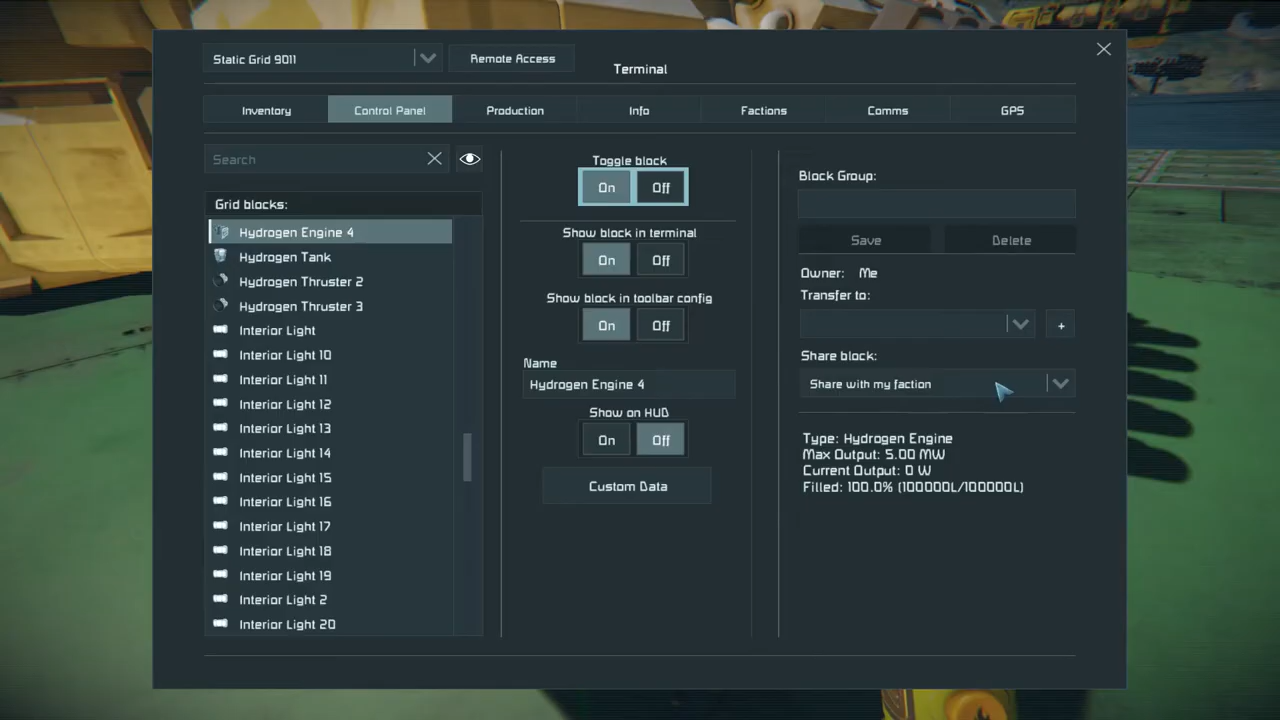 Static Grid 9011
Remote Access
Terminal
Inventory
Control Panel
Production
Info
Factions
Comms
GPS
Search
Grid blocks:
Hydrogen Engine 4
Hydrogen Tank
Hydrogen Thruster 2
Hydrogen Thruster 3
Interior Light
Interior Light 10
Interior Light 11
Interior Light 12
Interior Light 13
Interior Light 14
Interior Light 15
Interior Light 16
Interior Light 17
Interior Light 18
Interior Light 19
Interior Light 2
Interior Light 20
Toggle block
On Off
Show block in terminal
On Off
Show block in toolbar config
On Off
Name
Hydrogen Engine 4
Show on HUD
On Off
Custom Data
Block Group:
Save Delete
Owner: Me
Transfer to:
+
Share block:
Share with my faction
Type: Hydrogen Engine
Max Output: 5.00 MW
Current Output: 0 W
Filled: 100.0% (100000L/100000L)